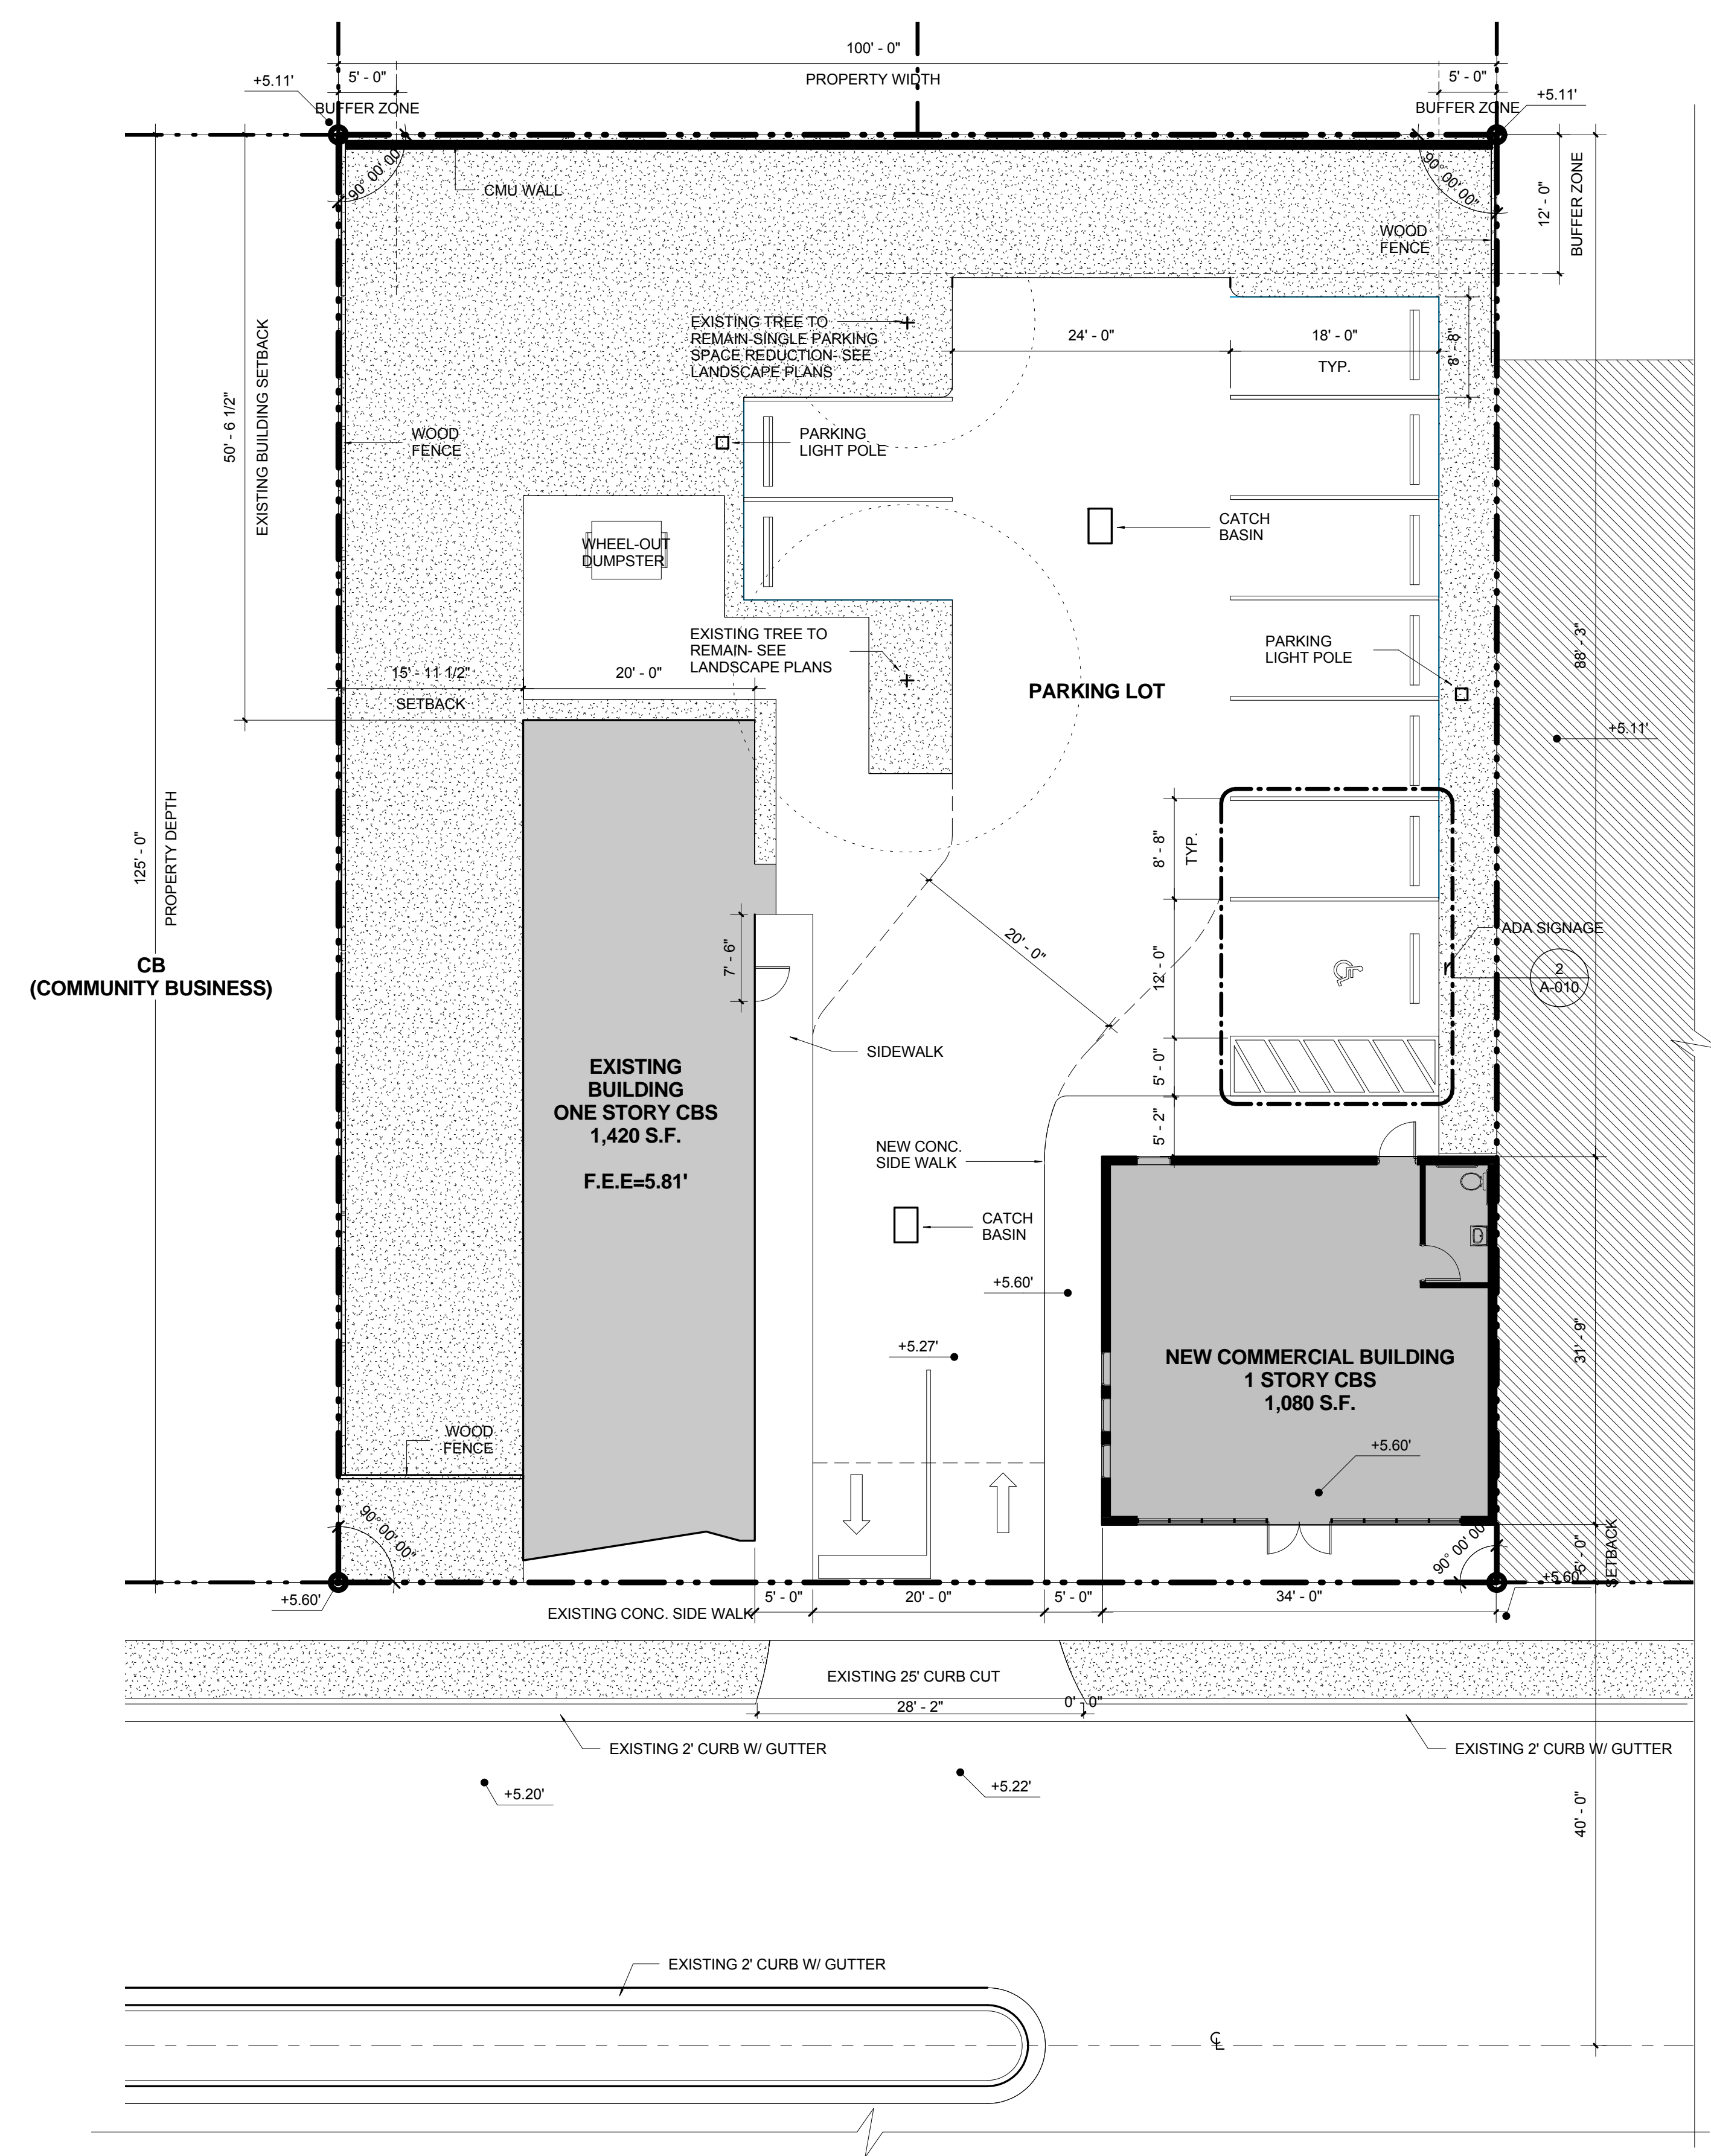 100' - 0"
PROPERTY WIDTH
+5.11'
5' - 0"
BUFFER ZONE
5' - 0"
BUFFER ZONE
+5.11'
90° 00' 00"
90° 00' 00"
CMU WALL
12' - 0"
BUFFER ZONE
WOOD
FENCE
EXISTING TREE TO
REMAIN-SINGLE PARKING
SPACE REDUCTION- SEE
LANDSCAPE PLANS
24' - 0"
18' - 0"
TYP.
8' - 8"
50' - 6 1/2"
EXISTING BUILDING SETBACK
WOOD
FENCE
PARKING
LIGHT POLE
CATCH
BASIN
WHEEL-OUT
DUMPSTER
EXISTING TREE TO
REMAIN- SEE
LANDSCAPE PLANS
PARKING
LIGHT POLE
88' - 3"
15' - 11 1/2"
SETBACK
20' - 0"
PARKING LOT
+5.11'
125' - 0"
PROPERTY DEPTH
8' - 8"
TYP.
CB
(COMMUNITY BUSINESS)
7' - 6"
20' - 0"
12' - 0"
ADA SIGNAGE
2
A-010
SIDEWALK
5' - 0"
5' - 2"
EXISTING
BUILDING
ONE STORY CBS
1,420 S.F.
F.E.E=5.81'
NEW CONC.
SIDE WALK
CATCH
BASIN
+5.60'
+5.27'
NEW COMMERCIAL BUILDING
1 STORY CBS
1,080 S.F.
+5.60'
31' - 9"
WOOD
FENCE
90° 00' 00"
90° 00' 00"
5' - 0"
SETBACK
+5.60'
+5.60'
EXISTING CONC. SIDE WALK
5' - 0"
20' - 0"
5' - 0"
34' - 0"
EXISTING 25' CURB CUT
28' - 2"
0' - 0"
EXISTING 2' CURB W/ GUTTER
EXISTING 2' CURB W/ GUTTER
+5.20'
+5.22'
40' - 0"
EXISTING 2' CURB W/ GUTTER